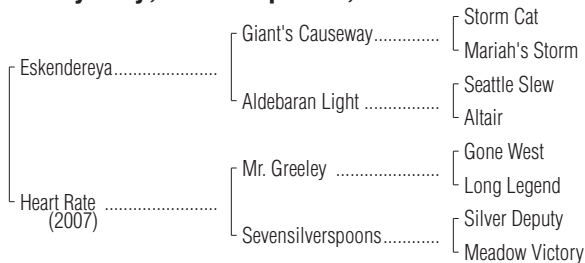 Storm Cat
Giant's Causeway...............
Mariah's Storm
Eskendereya.....................
Seattle Slew
Aldebaran Light ...............
Altair
Gone West
Mr. Greeley ..................
Long Legend
Heart Rate .......................
(2007)
Silver Deputy
Sevensilverspoons.............
Meadow Victory